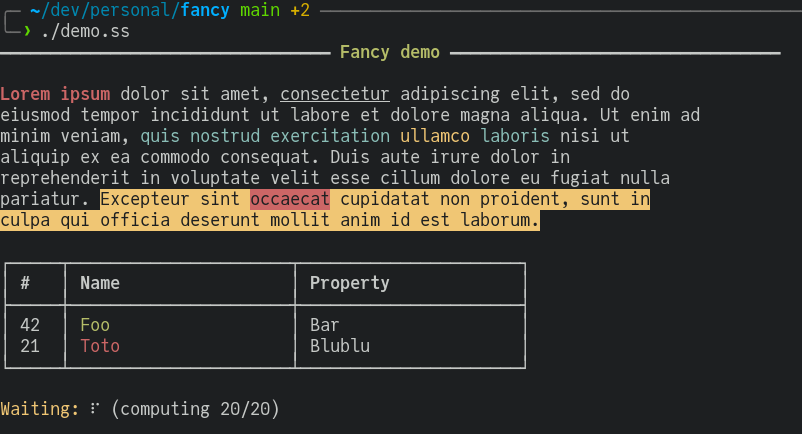 ~/dev/personal/fancy main +2
❯ ./demo.ss
Fancy demo
Lorem ipsum dolor sit amet, consectetur adipiscing elit, sed do
eiusmod tempor incididunt ut labore et dolore magna aliqua. Ut enim ad
minim veniam, quis nostrud exercitation ullamco laboris nisi ut
aliquip ex ea commodo consequat. Duis aute irure dolor in
reprehenderit in voluptate velit esse cillum dolore eu fugiat nulla
pariatur. Excepteur sint occaecat cupidatat non proident, sunt in
culpa qui officia deserunt mollit anim id est laborum.
# Name Property
42 Foo Bar
21 Toto Blublu
Waiting: ⠏ (computing 20/20)